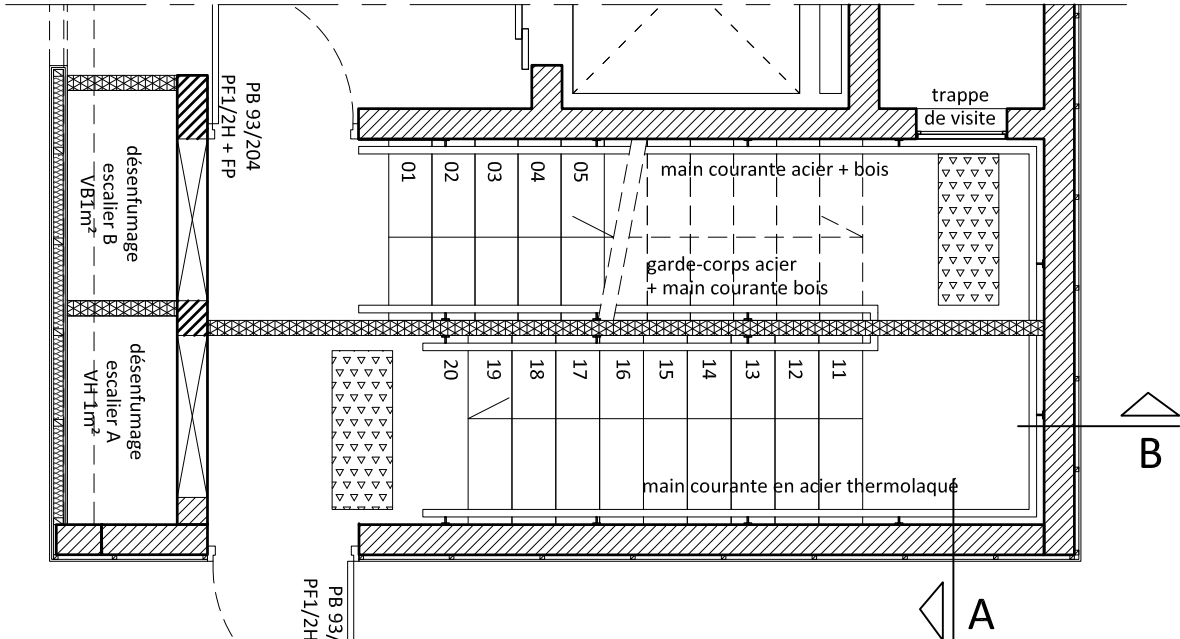 trappe
de visite
PB 93/204
PF1/2H + FP
désenfumage
escalier B
VB1m²
01
02
03
04
05
main courante acier + bois
garde-corps acier
+ main courante bois
désenfumage
escalier A
VH 1m²
20
19
18
17
16
15
14
13
12
11
main courante en acier thermolaqué
B
A
PB 93/
PF1/2H